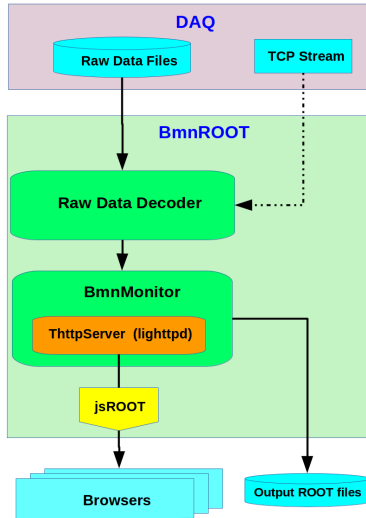 DAQ
Raw Data Files
TCP Stream
BmnROOT
Raw Data Decoder
BmnMonitor
ThttpServer (lighttpd)
jsROOT
Browsers
Output ROOT files